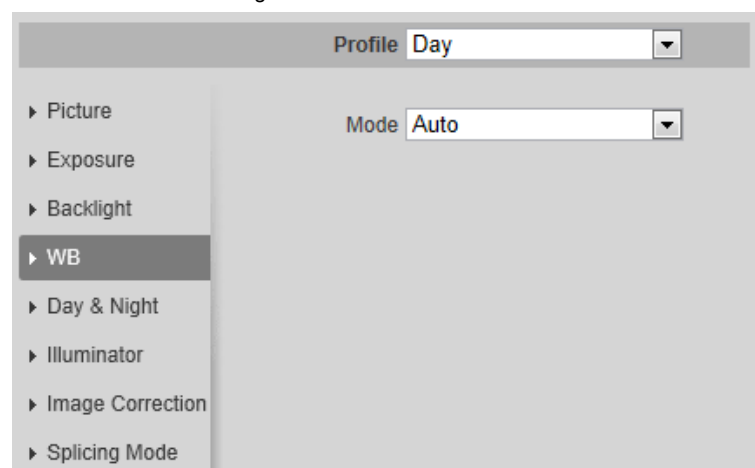 Profile Day
Picture
Mode Auto
Exposure
Backlight
WB
Day & Night
Illuminator
Image Correction
Splicing Mode